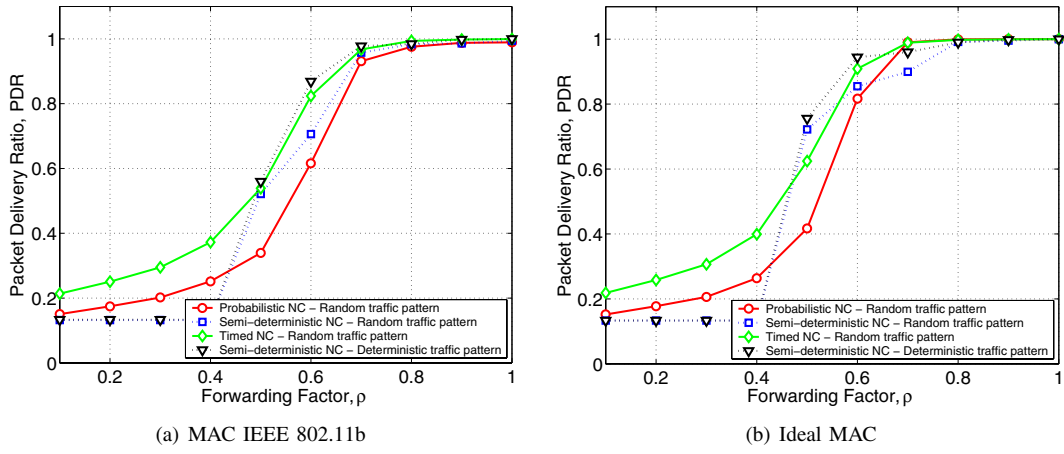 1
0.8
0.6
0.4
0.2
0
Packet Delivery Ratio, PDR
0.2 0.4 0.6 0.8 1
Forwarding Factor, ρ
Probabilistic NC − Random traffic pattern
Semi−deterministic NC − Random traffic pattern
Timed NC − Random traffic pattern
Semi−deterministic NC − Deterministic traffic pattern
(a) MAC IEEE 802.11b
1
0.8
0.6
0.4
0.2
0
Packet Delivery Ratio, PDR
0.2 0.4 0.6 0.8 1
Forwarding Factor, ρ
Probabilistic NC − Random traffic pattern
Semi−deterministic NC − Random traffic pattern
Timed NC − Random traffic pattern
Semi−deterministic NC − Deterministic traffic pattern
(b) Ideal MAC